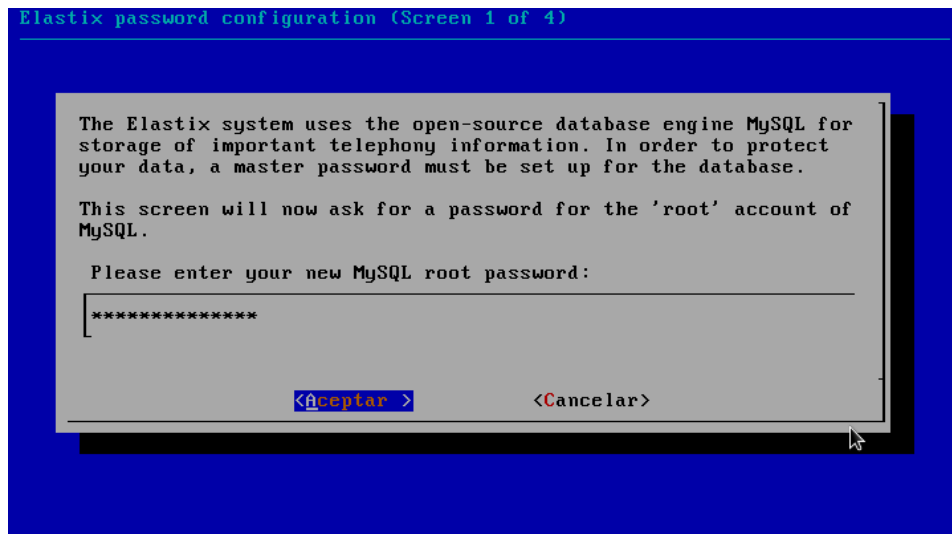 Elastix password configuration (Screen 1 of 4)
The Elastix system uses the open-source database engine MySQL for
storage of important telephony information. In order to protect
your data, a master password must be set up for the database.
This screen will now ask for a password for the 'root' account of
MySQL.
Please enter your new MySQL root password:
**************
<Aceptar > <Cancelar>